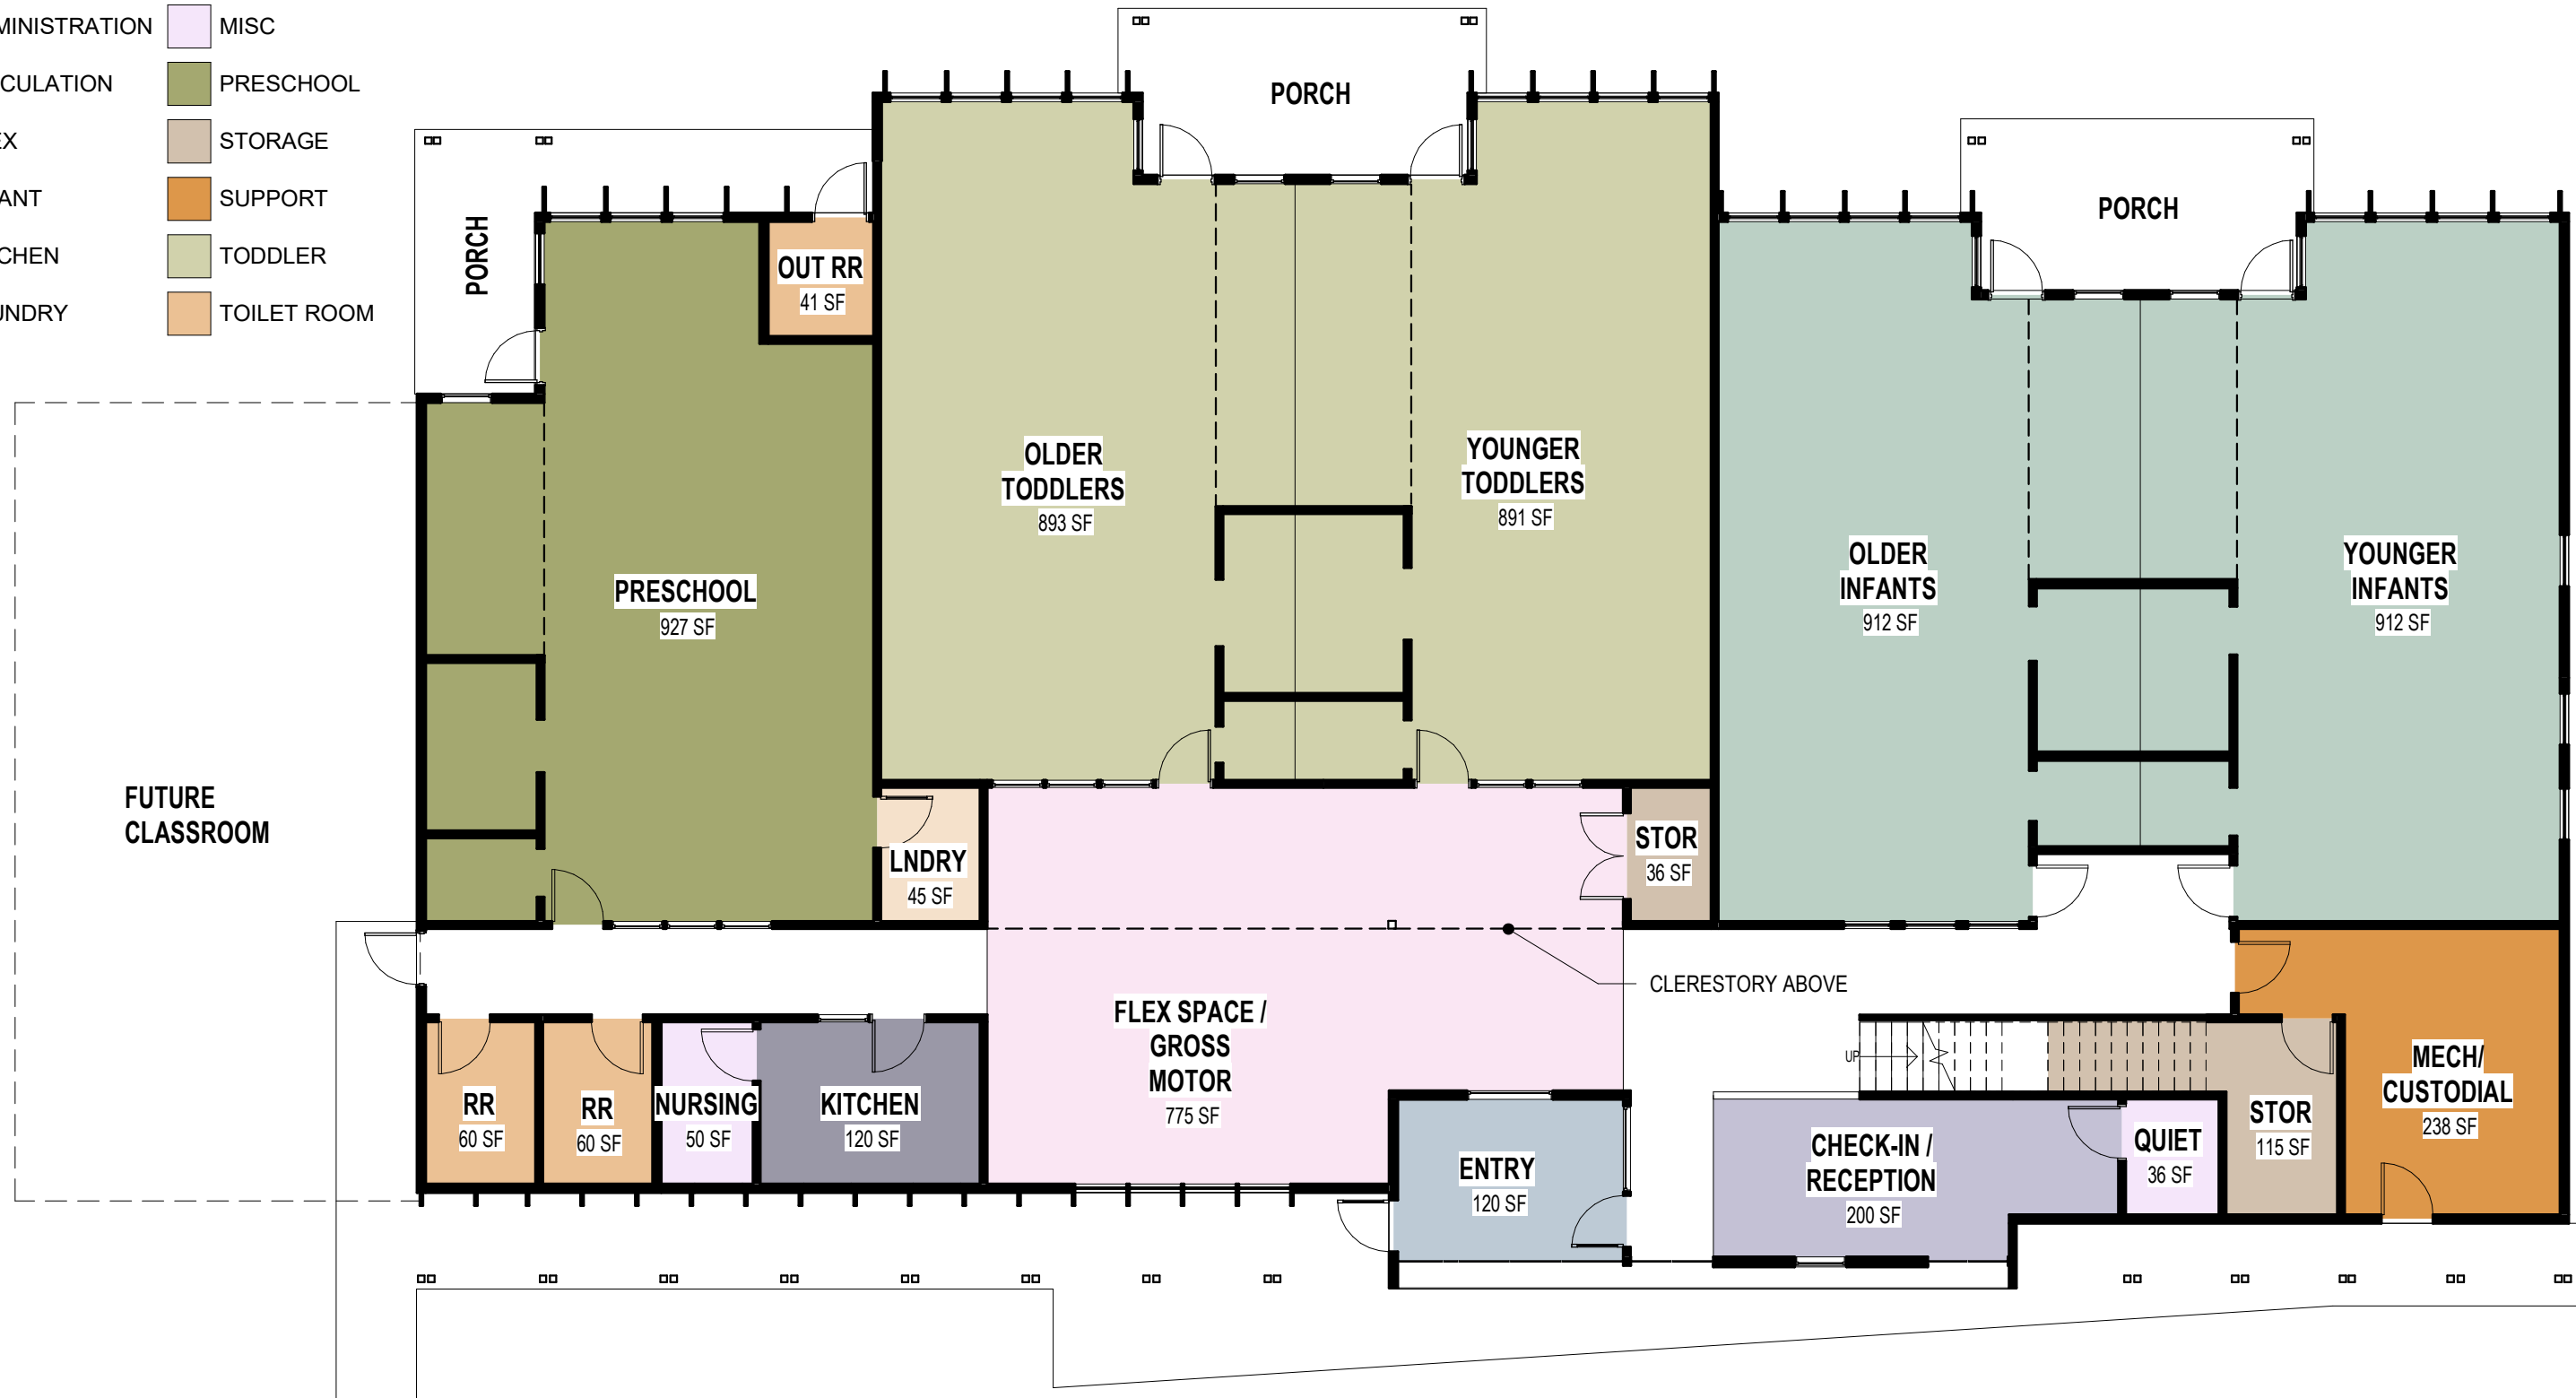 MINISTRATION
MISC
CULATION
PRESCHOOL
EX
STORAGE
ANT
SUPPORT
CHEN
TODDLER
UNDRY
TOILET ROOM
PORCH
PORCH
PORCH
OUT RR
41 SF
OLDER
TODDLERS
893 SF
YOUNGER
TODDLERS
891 SF
PRESCHOOL
927 SF
OLDER
INFANTS
912 SF
YOUNGER
INFANTS
912 SF
FUTURE
CLASSROOM
LNDRY
45 SF
STOR
36 SF
CLERESTORY ABOVE
FLEX SPACE /
GROSS
MOTOR
775 SF
UP
RR
60 SF
RR
60 SF
NURSING
50 SF
KITCHEN
120 SF
ENTRY
120 SF
CHECK-IN /
RECEPTION
200 SF
QUIET
36 SF
STOR
115 SF
MECH/
CUSTODIAL
238 SF